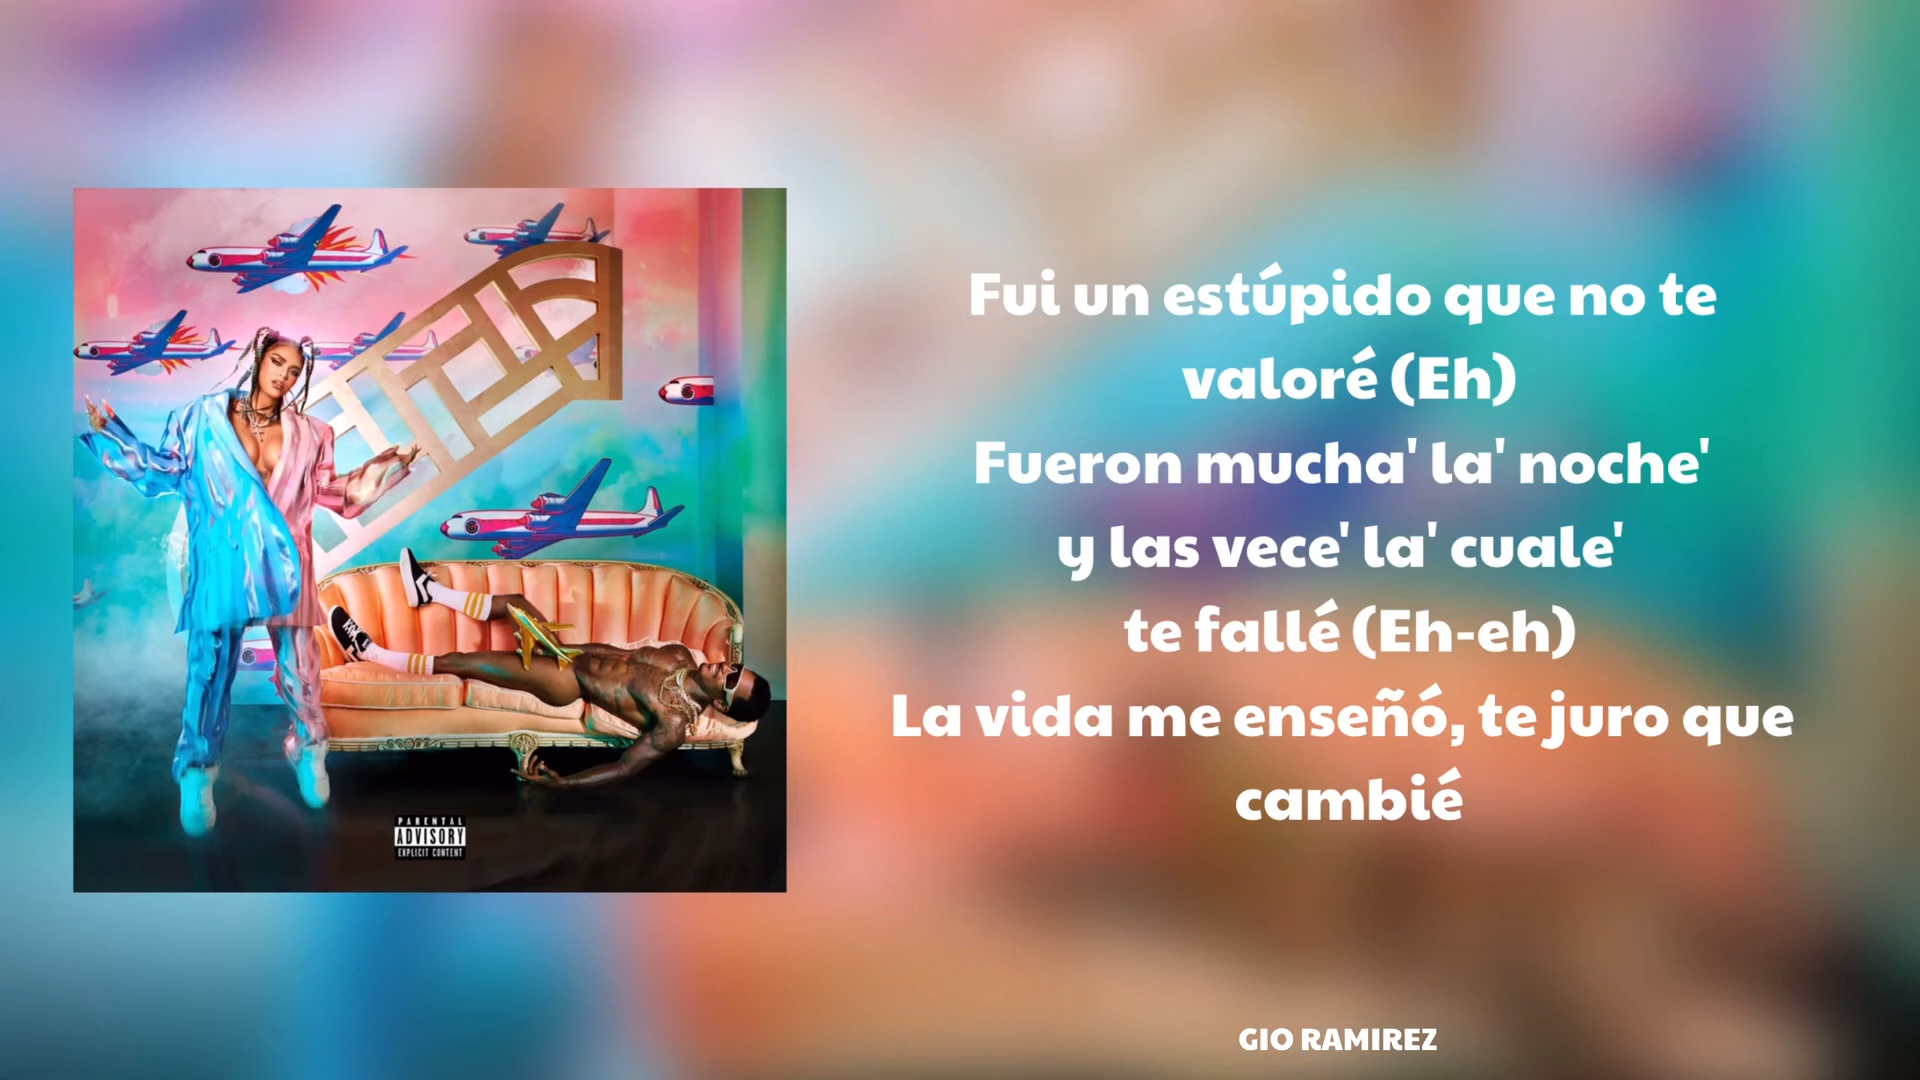 Fui un estúpido que no te
valoré (Eh)
Fueron mucha' la' noche'
y las vece' la' cuale'
te fallé (Eh-eh)
La vida me enseñó, te juro que
cambié
PARENTAL
ADVISORY
EXPLICIT CONTENT
GIO RAMIREZ